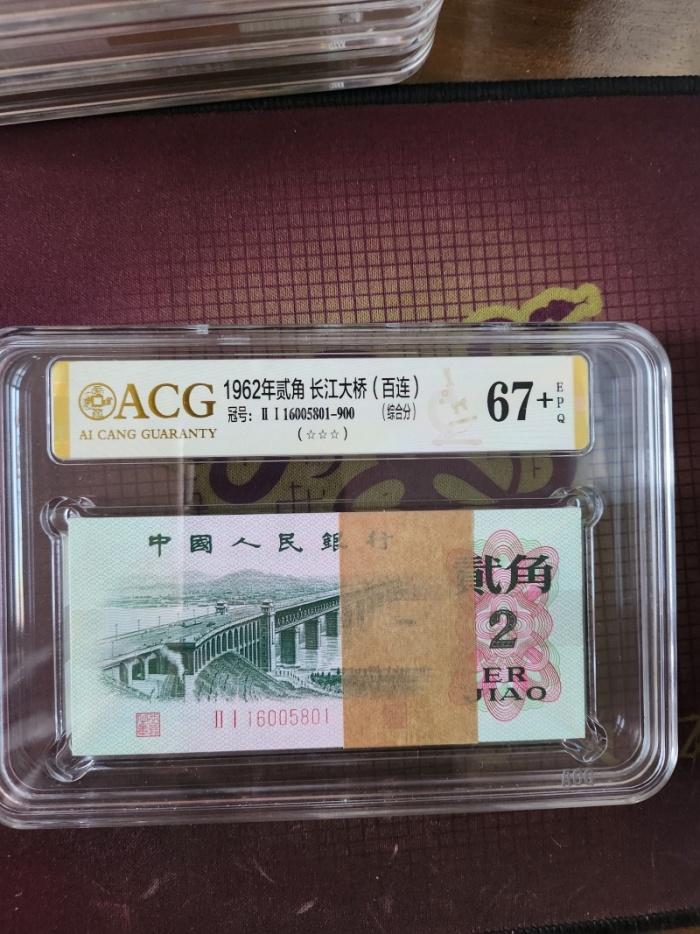 ACG
AI CANG GUARANTY
1962年贰角 长江大桥（百连）
冠号： II I 16005801-900 （综合分）
（☆☆☆）
67+
EPQ
中國人民銀行
貳角
2
ER
JIAO
II I 16005801
ACG